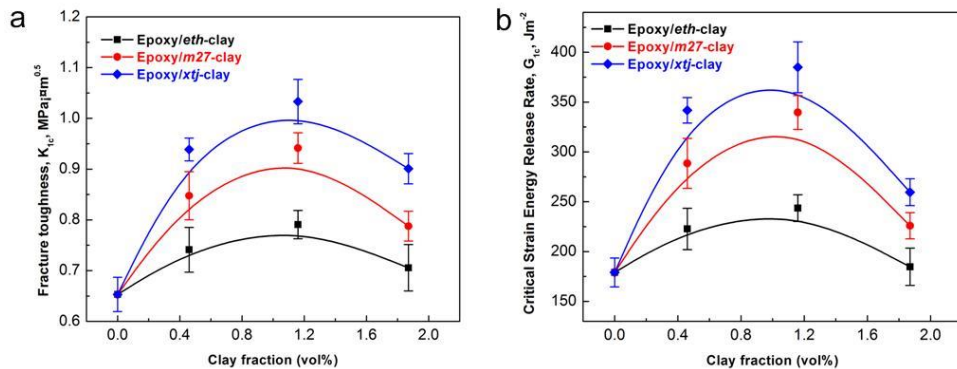 a
Epoxy/eth-clay
Epoxy/m27-clay
Epoxy/xtj-clay
Fracture toughness, K1c, MPa¡¤m0.5
1.2
1.1
1.0
0.9
0.8
0.7
0.6
0.0 0.4 0.8 1.2 1.6 2.0
Clay fraction (vol%)
b
Epoxy/eth-clay
Epoxy/m27-clay
Epoxy/xtj-clay
Critical Strain Energy Release Rate, G1c, Jm-2
400
350
300
250
200
150
0.0 0.4 0.8 1.2 1.6 2.0
Clay fraction (vol%)